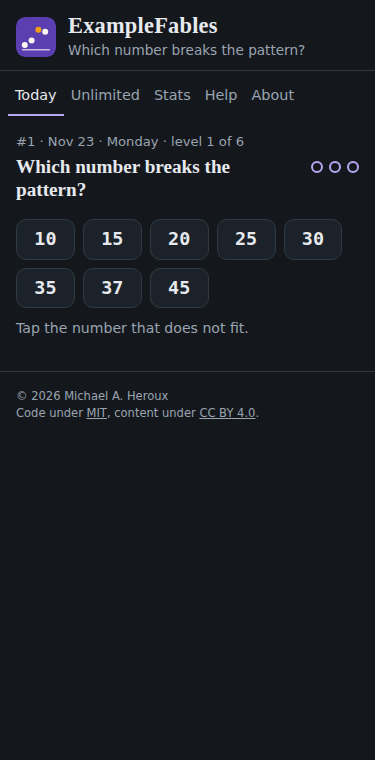 ExampleFables
Which number breaks the pattern?
Today Unlimited Stats Help About
#1 · Nov 23 · Monday · level 1 of 6
Which number breaks the
pattern?
10 15 20 25 30
35 37 45
Tap the number that does not fit.
© 2026 Michael A. Heroux
Code under MIT, content under CC BY 4.0.